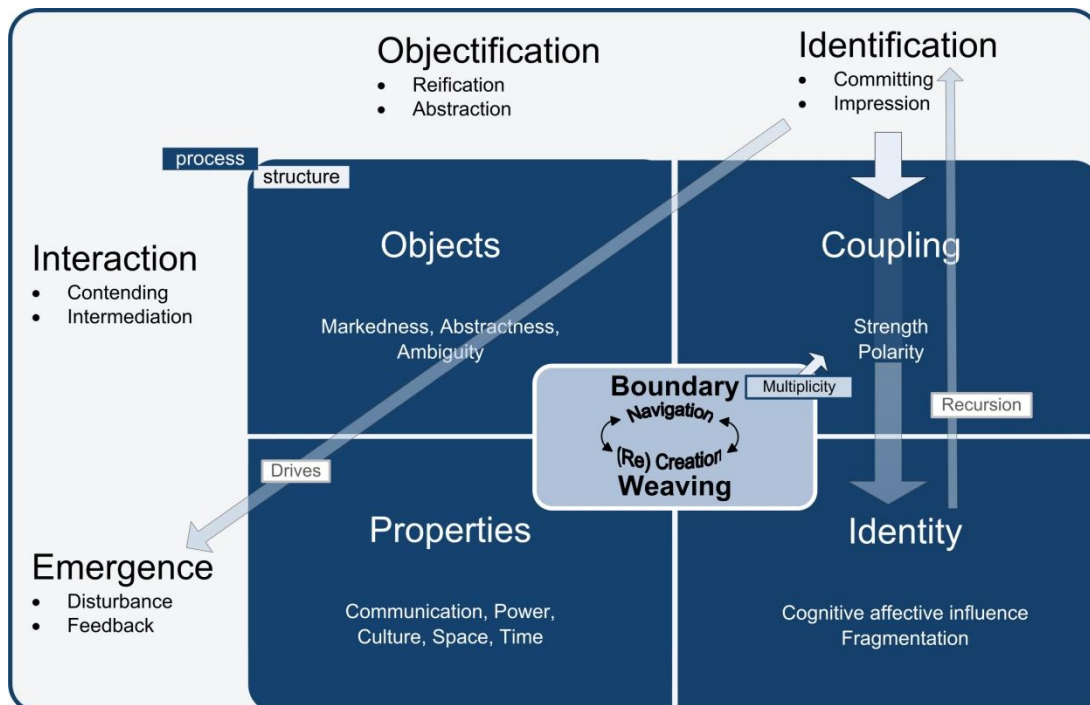 Objectification
• Reification
• Abstraction
Identification
• Committing
• Impression
process
structure
Interaction
• Contending
• Intermediation
Objects
Markedness, Abstractness,
Ambiguity
Coupling
Strength
Polarity
Boundary
Navigation
(Re) Creation
Weaving
Multiplicity
Recursion
Drives
Emergence
• Disturbance
• Feedback
Properties
Communication, Power,
Culture, Space, Time
Identity
Cognitive affective influence
Fragmentation